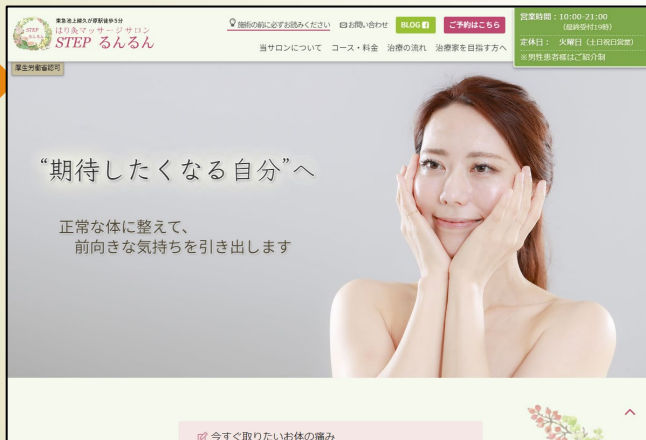 東急池上線久が原駅徒歩5分
はり灸マッサージサロン
STEP るんるん
STEP
るんるん
施術の前に必ずお読みください
お問い合わせ
BLOG
ご予約はこちら
当サロンについて コース・料金 治療の流れ 治療家を目指す方へ
営業時間:10:00-21:00
(最終受付19時)
定休日: 火曜日(土日祝日営業)
※男性患者様はご紹介制
厚生労働省認可
“期待したくなる自分”へ
正常な体に整えて、
前向きな気持ちを引き出します
今すぐ取りたいお体の痛み